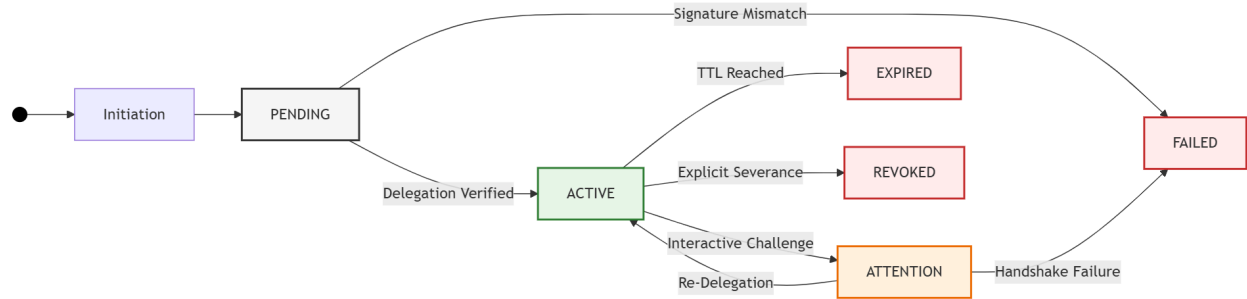 Signature Mismatch
TTL Reached
EXPIRED
Initiation
PENDING
FAILED
Explicit Severance
REVOKED
Delegation Verified
ACTIVE
Interactive Challenge
Re-Delegation
ATTENTION
Handshake Failure